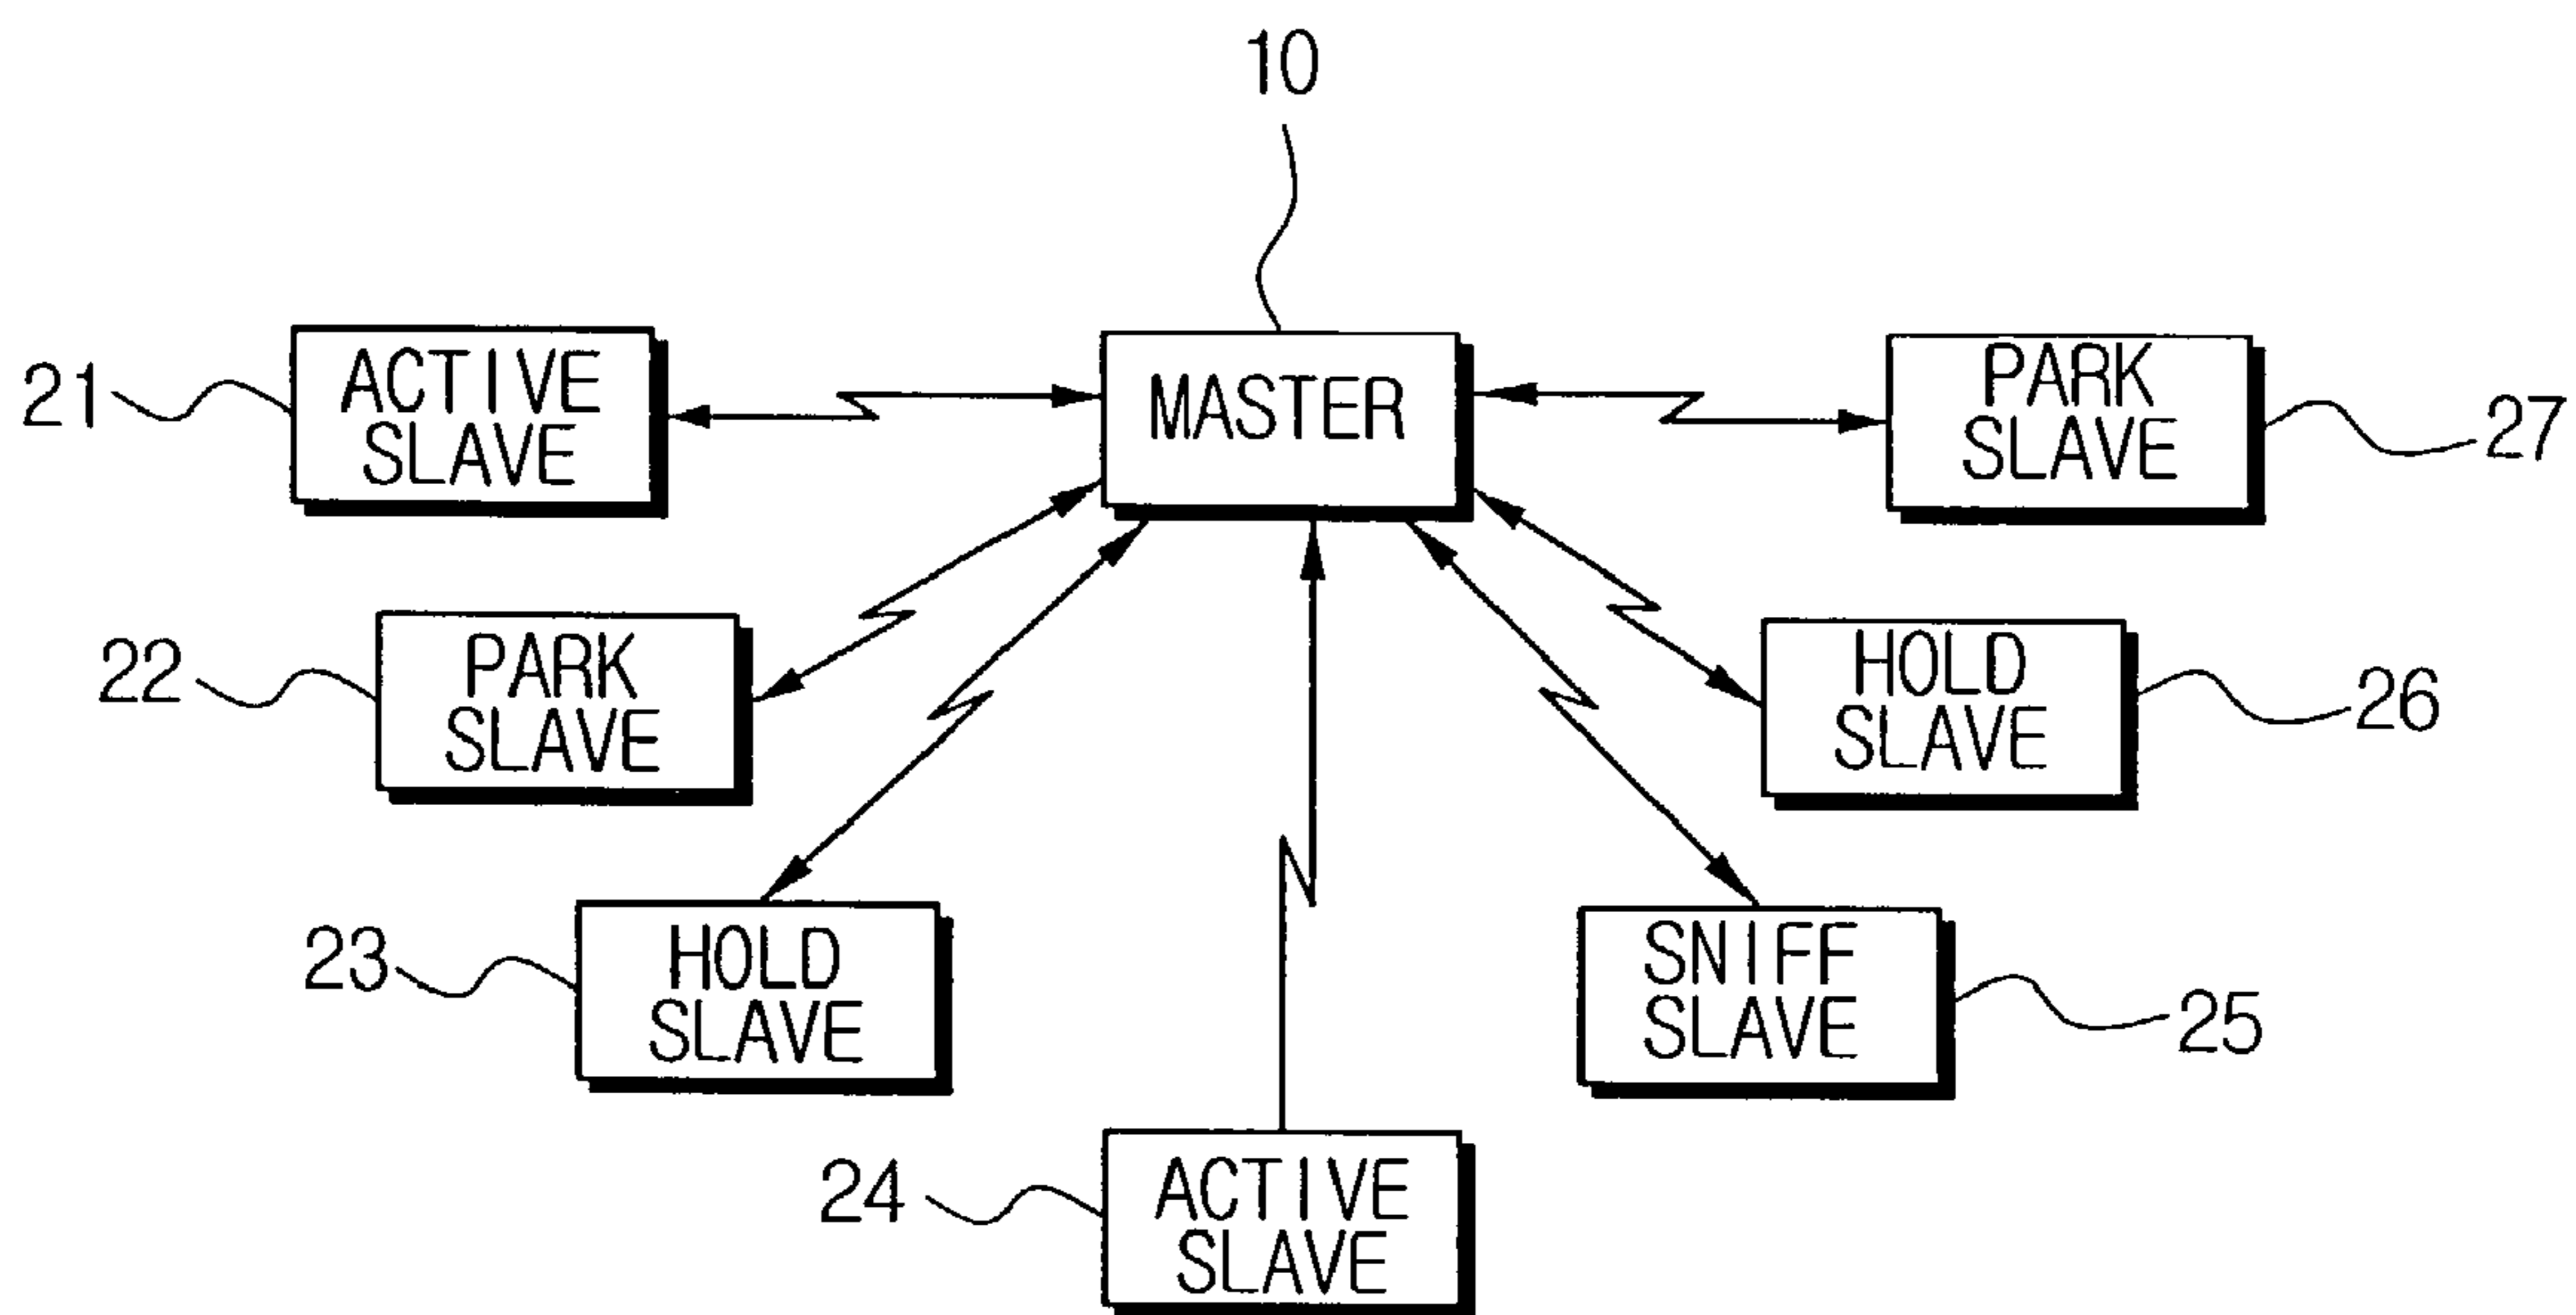 10
21
ACTIVE
SLAVE
MASTER
PARK
SLAVE
27
22
PARK
SLAVE
HOLD
SLAVE
26
23
HOLD
SLAVE
SNIFF
SLAVE
25
24
ACTIVE
SLAVE